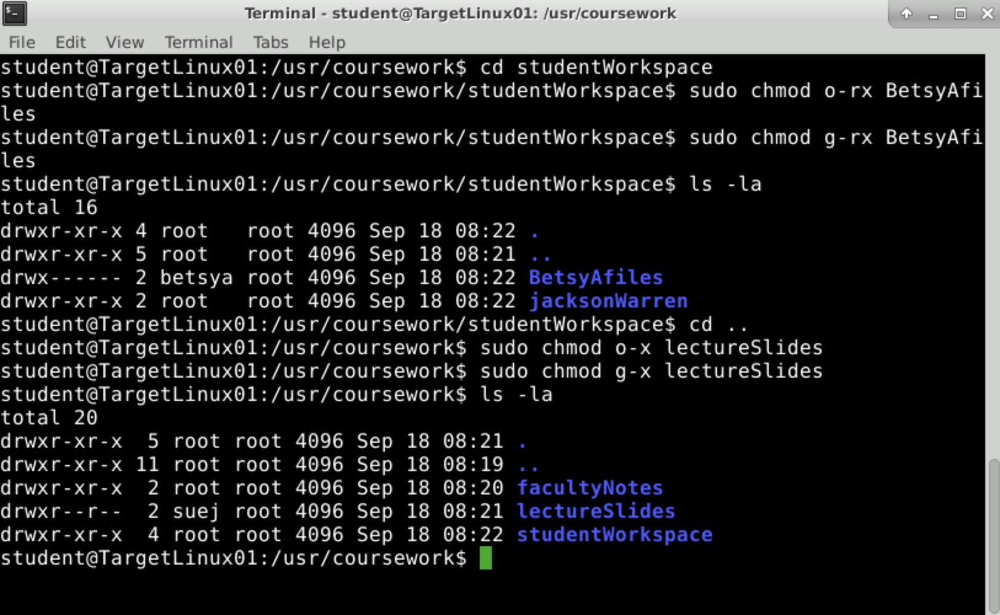 Terminal - student@TargetLinux01: /usr/coursework
File Edit View Terminal Tabs Help
student@TargetLinux01:/usr/coursework$ cd studentWorkspace
student@TargetLinux01:/usr/coursework/studentWorkspace$ sudo chmod o-rx BetsyAfi
les
student@TargetLinux01:/usr/coursework/studentWorkspace$ sudo chmod g-rx BetsyAfi
les
student@TargetLinux01:/usr/coursework/studentWorkspace$ ls -la
total 16
drwxr-xr-x 4 root   root 4096 Sep 18 08:22 .
drwxr-xr-x 5 root   root 4096 Sep 18 08:21 ..
drwx------ 2 betsya root 4096 Sep 18 08:22 BetsyAfiles
drwxr-xr-x 2 root   root 4096 Sep 18 08:22 jacksonWarren
student@TargetLinux01:/usr/coursework/studentWorkspace$ cd ..
student@TargetLinux01:/usr/coursework$ sudo chmod o-x lectureSlides
student@TargetLinux01:/usr/coursework$ sudo chmod g-x lectureSlides
student@TargetLinux01:/usr/coursework$ ls -la
total 20
drwxr-xr-x  5 root root 4096 Sep 18 08:21 .
drwxr-xr-x 11 root root 4096 Sep 18 08:19 ..
drwxr-xr-x  2 root root 4096 Sep 18 08:20 facultyNotes
drwxr--r--  2 suej root 4096 Sep 18 08:21 lectureSlides
drwxr-xr-x  4 root root 4096 Sep 18 08:22 studentWorkspace
student@TargetLinux01:/usr/coursework$